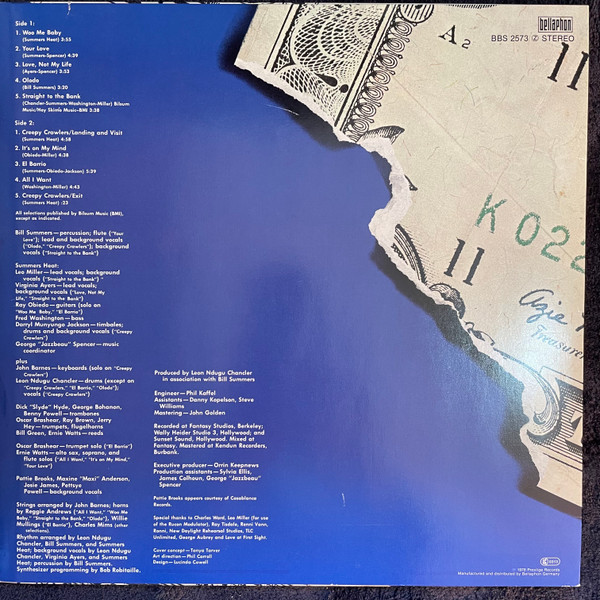 Side 1:
1. Woo Me Baby
(Summers Heat) 3:55
2. Your Love
(Summers-Spencer) 4:39
3. Love, Not My Life
(Ayers-Spencer) 3:53
4. Olodo
(Bill Summers) 3:20
5. Straight to the Bank
(Chandler-Summers-Washington-Miller) Bilsum
Music/Hey Skimo Music-BMI 3:38
Side 2:
1. Creepy Crawlers/Landing and Visit
(Summers Heat) 4:58
2. It's on My Mind
(Obiedo-Miller) 4:38
3. El Barrio
(Summers-Obiedo-Jackson) 5:39
4. All I Want
(Washington-Miller) 4:43
5. Creepy Crawlers/Exit
(Summers Heat) :23
All selections published by Bilsum Music (BMI),
except as indicated.
Bill Summers—percussion; flute ("Your
Love"); lead and background vocals
("Olodo," "Creepy Crawlers"); background
vocals ("Straight to the Bank")
Summers Heat:
Leo Miller—lead vocals; background
vocals ("Straight to the Bank")
Virginia Ayers—lead vocals;
background vocals ("Love, Not My
Life," "Straight to the Bank")
Ray Obiedo—guitars (solo on
"Woo Me Baby," "El Barrio")
Fred Washington—bass
Darryl Munyungo Jackson—timbales;
drums and background vocals ("Creepy
Crawlers")
George "Jazzbeau" Spencer—music
coordinator
plus
John Barnes—keyboards (solo on "Creepy
Crawlers")
Leon Ndugu Chancler—drums (except on
"Creepy Crawlers," "El Barrio," "Olodo");
vocals ("Creepy Crawlers")
Dick "Slyde" Hyde, George Bohanon,
Benny Powell—trombones
Oscar Brashear, Ray Brown, Jerry
Hey—trumpets, flugelhorns
Bill Green, Ernie Watts—reeds
Oscar Brashear—trumpet solo ("El Barrio")
Ernie Watts—alto sax, soprano, and
flute solos ("All I Want," "It's on My Mind,"
"Your Love")
Pattie Brooks, Maxine "Maxi" Anderson,
Josie James, Pettsye
Powell—background vocals
Strings arranged by John Barnes; horns
by Reggie Andrews ("All I Want," "Woo Me
Baby," "Straight to the Bank," "Olodo"), Willie
Mullings ("El Barrio"), Charles Mims (other
selections).
Rhythm arranged by Leon Ndugu
Chancler, Bill Summers, and Summers
Heat; background vocals by Leon Ndugu
Chancler, Virginia Ayers, and Summers
Heat; percussion by Bill Summers.
Synthesizer programming by Bob Robitaille.
Produced by Leon Ndugu Chancler
in association with Bill Summers
Engineer—Phil Kaffel
Assistants—Danny Kopelson, Steve
Williams
Mastering—John Golden
Recorded at Fantasy Studios, Berkeley;
Wally Heider Studio 3, Hollywood; and
Sunset Sound, Hollywood. Mixed at
Fantasy. Mastered at Kendun Recorders,
Burbank.
Executive producer—Orrin Keepnews
Production assistants—Sylvia Ellis,
James Calhoun, George "Jazzbeau"
Spencer
Pattie Brooks appears courtesy of Casablanca
Records.
Special thanks to Charles Ward, Leo Miller (for use
of the Rozen Modulator), Ray Tisdale, Renni Vonn,
Ranni, New Daylight Rehearsal Studios, TLC
Unlimited, George Aubrey and Love at First Sight.
Cover concept—Tanya Tarver
Art direction—Phil Carroll
Design—Lucinda Cowell
bellaphon
BBS 2573 Ⓩ STEREO
A2
11
K 022
11
Azie
Treasurer
Ⓟ 1979 Prestige Records
Manufactured and distributed by Bellaphon, Germany